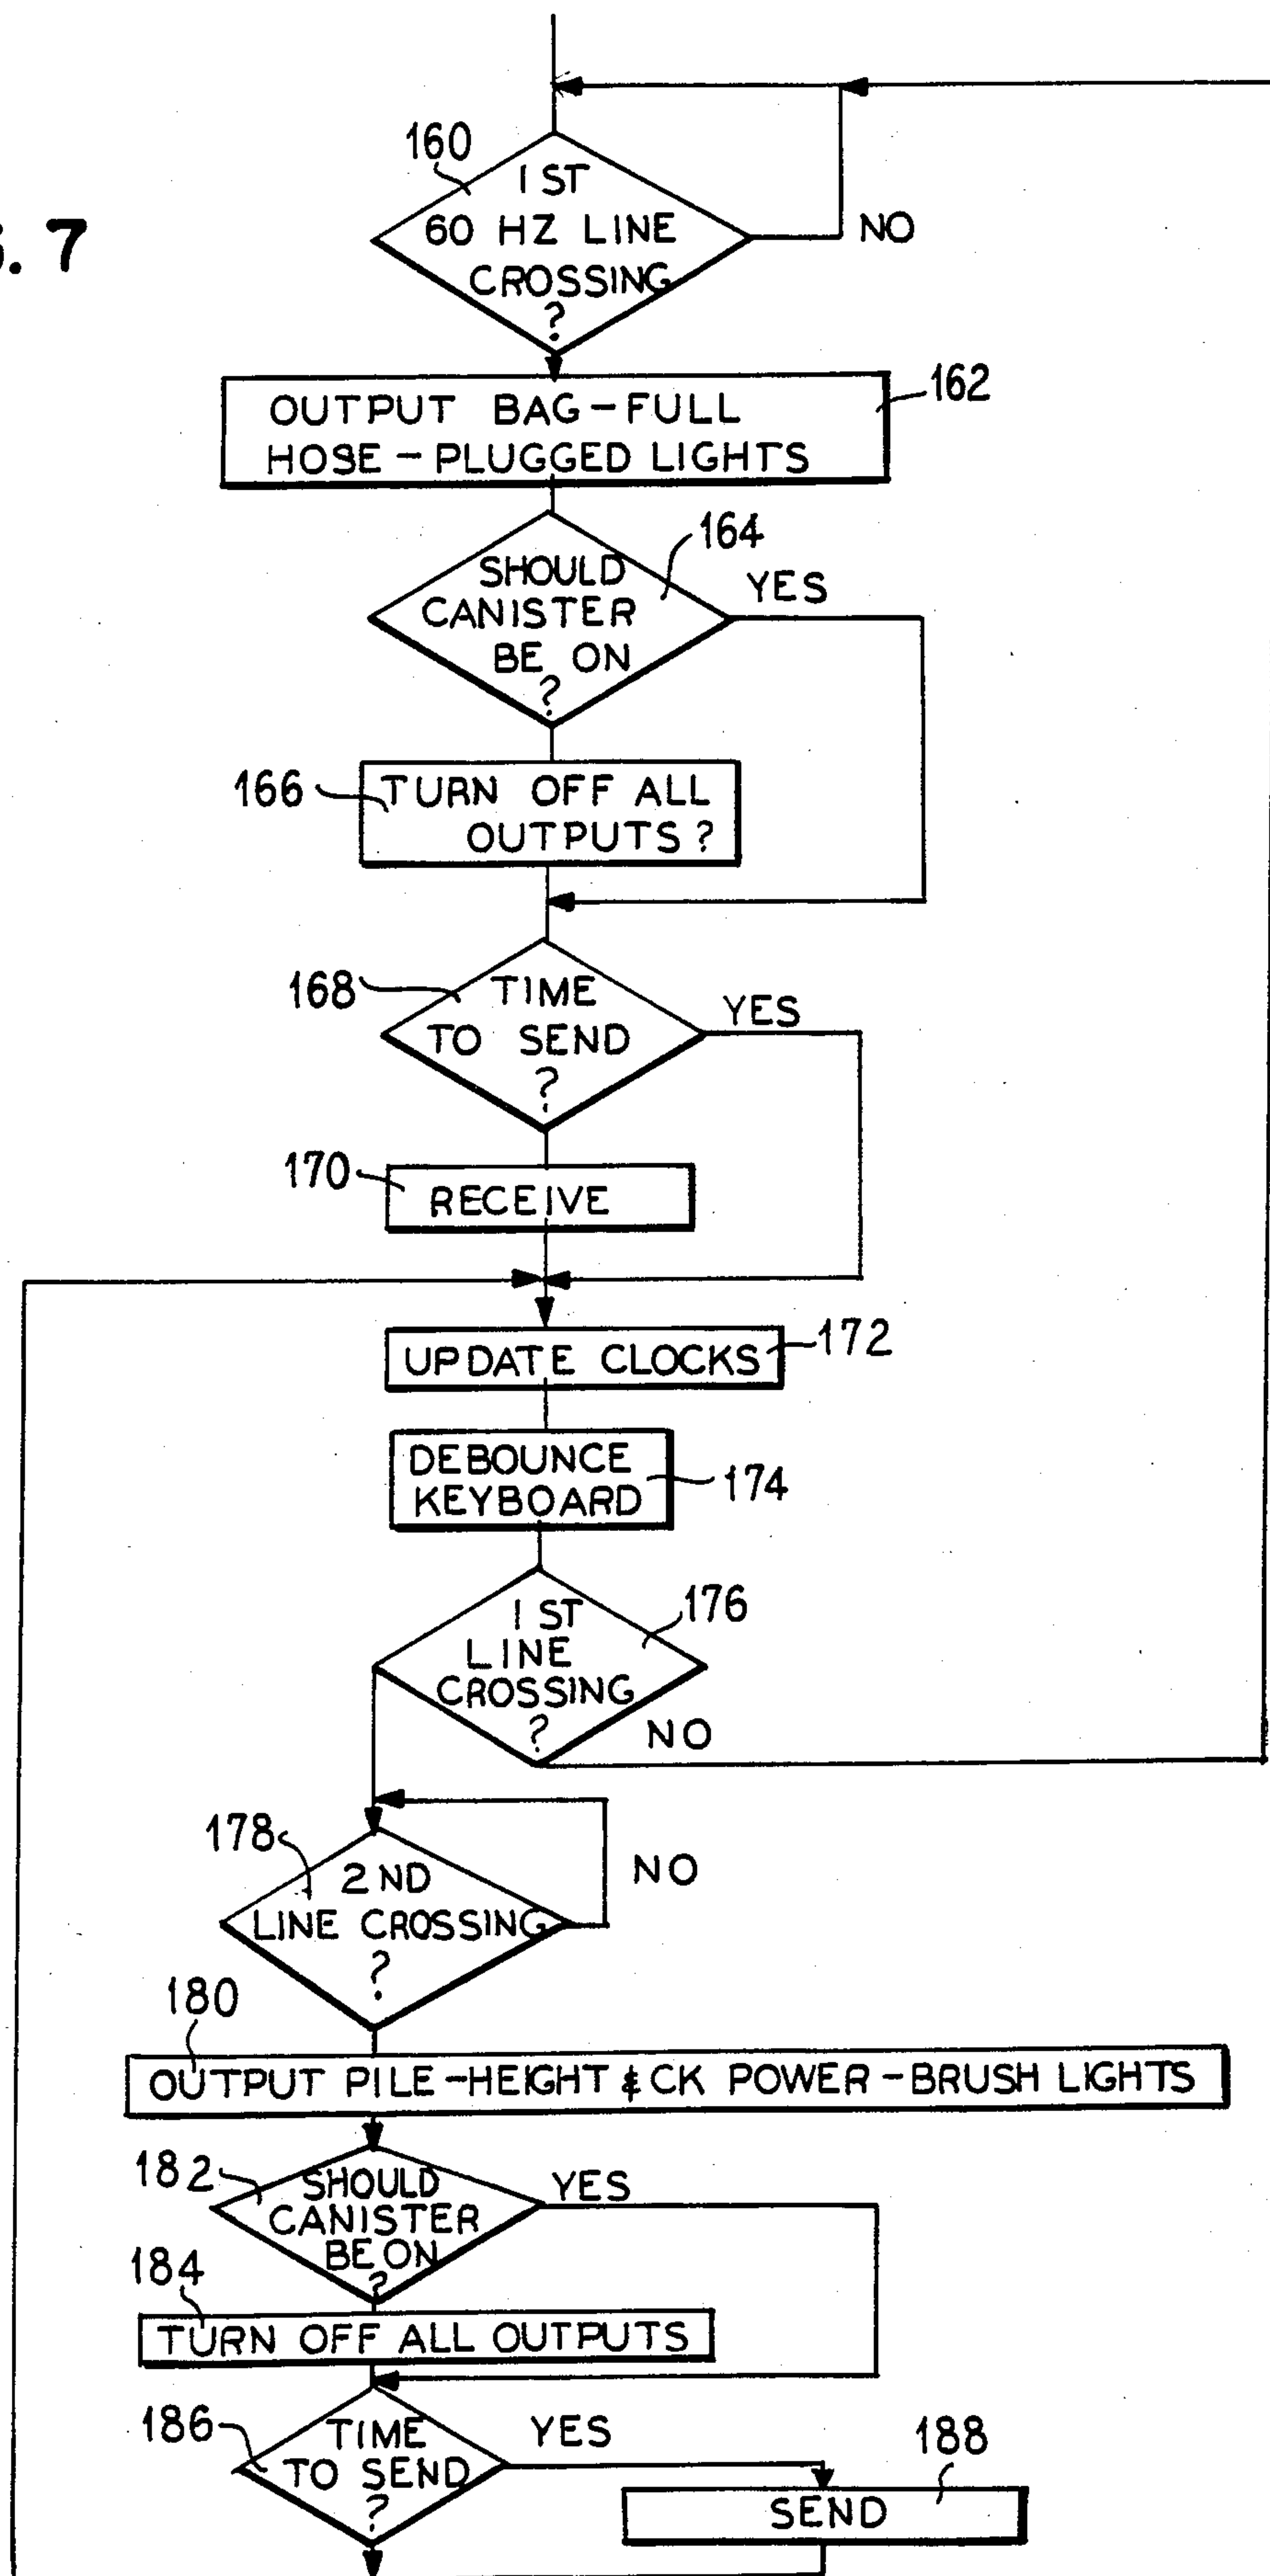 160
1 ST
60 HZ LINE
CROSSING
?
NO
. 7
OUTPUT BAG-FULL
HOSE-PLUGGED LIGHTS
162
164
SHOULD
CANISTER
BE ON
?
YES
166
TURN OFF ALL
OUTPUTS?
168
TIME
TO SEND
?
YES
170
RECEIVE
UPDATE CLOCKS
172
DEBOUNCE
KEYBOARD
174
176
1 ST
LINE
CROSSING
?
NO
178
2ND
LINE CROSSING
?
NO
180
OUTPUT PILE-HEIGHT & CK POWER-BRUSH LIGHTS
182
SHOULD
CANISTER
BE ON
?
YES
184
TURN OFF ALL OUTPUTS
186
TIME
TO SEND
?
YES
188
SEND